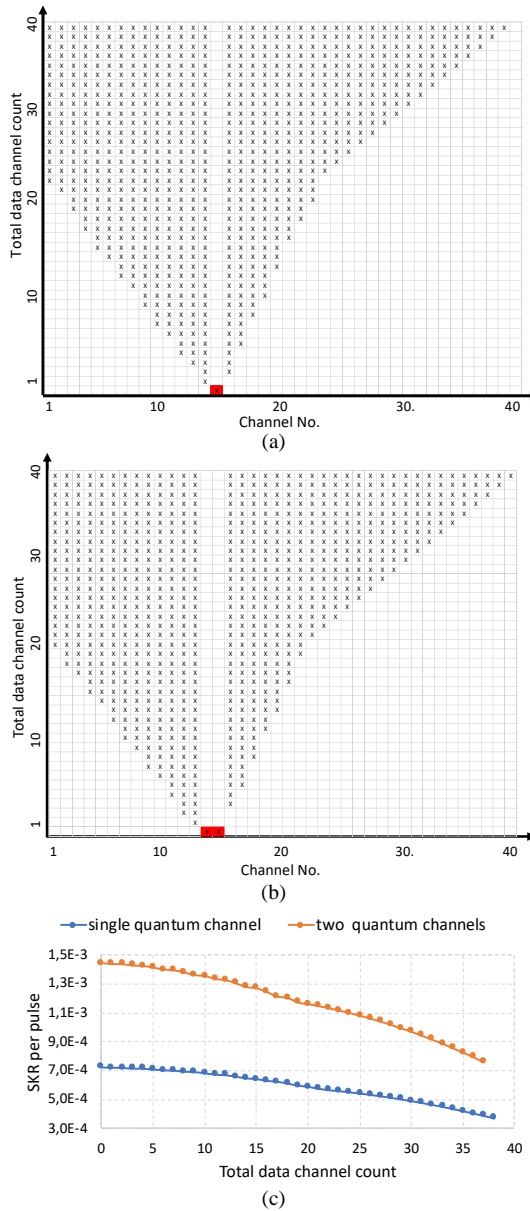 Total data channel count
40
30
20
10
1
1 10 20 30. 40
Channel No.
(a)
Total data channel count
40
30
20
10
1
1 10 20 30. 40
Channel No.
(b)
single quantum channel two quantum channels
SKR per pulse
1,5E-3
1,3E-3
1,1E-3
9,0E-4
7,0E-4
5,0E-4
3,0E-4
0 5 10 15 20 25 30 35 40
Total data channel count
(c)